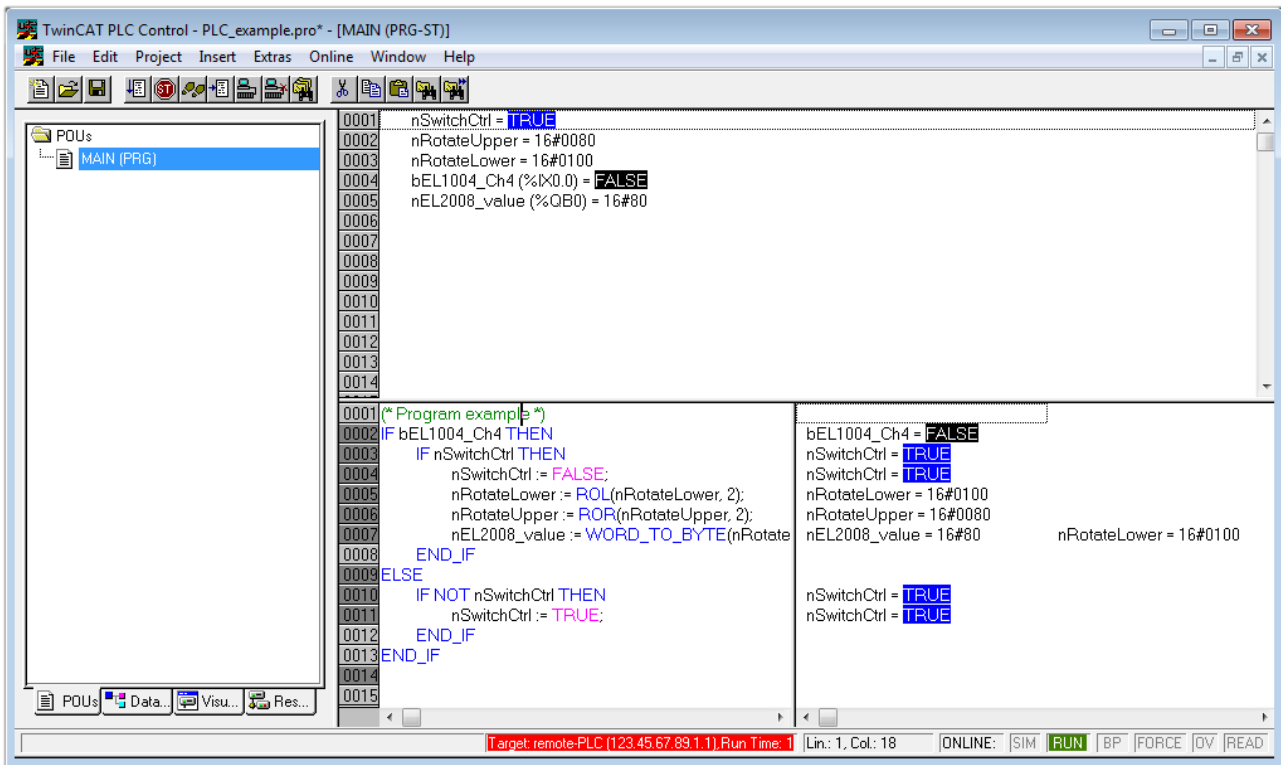 TwinCAT PLC Control - PLC_example.pro* - [MAIN (PRG-ST)]
File Edit Project Insert Extras Online Window Help
POUs
MAIN (PRG)
0001 nSwitchCtrl = TRUE
0002 nRotateUpper = 16#0080
0003 nRotateLower = 16#0100
0004 bEL1004_Ch4 (%IX0.0) = FALSE
0005 nEL2008_value (%QB0) = 16#80
0006
0007
0008
0009
0010
0011
0012
0013
0014
0001 (* Program example *)
0002 IF bEL1004_Ch4 THEN bEL1004_Ch4 = FALSE
0003 IF nSwitchCtrl THEN nSwitchCtrl = TRUE
0004 nSwitchCtrl := FALSE; nSwitchCtrl = TRUE
0005 nRotateLower := ROL(nRotateLower, 2); nRotateLower = 16#0100
0006 nRotateUpper := ROR(nRotateUpper, 2); nRotateUpper = 16#0080
0007 nEL2008_value := WORD_TO_BYTE(nRotate nEL2008_value = 16#80 nRotateLower = 16#0100
0008 END_IF
0009 ELSE
0010 IF NOT nSwitchCtrl THEN nSwitchCtrl = TRUE
0011 nSwitchCtrl := TRUE; nSwitchCtrl = TRUE
0012 END_IF
0013 END_IF
0014
0015
POUs Data... Visu... Res...
Target: remote-PLC (123.45.67.89.1.1), Run Time: 1 Lin.: 1, Col.: 18 ONLINE: SIM RUN BP FORCE OV READ